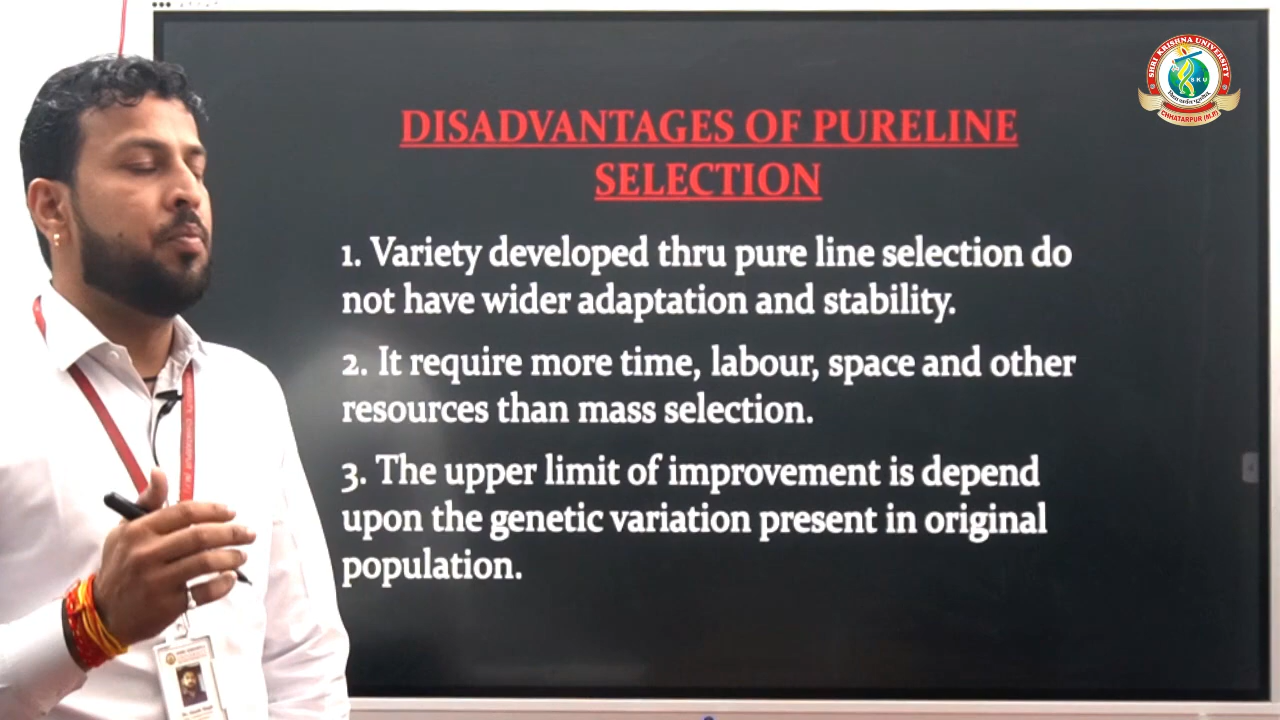 DISADVANTAGES OF PURELINE
SELECTION
1. Variety developed thru pure line selection do
not have wider adaptation and stability.
2. It require more time, labour, space and other
resources than mass selection.
3. The upper limit of improvement is depend
upon the genetic variation present in original
population.
SHRI KRISHNA UNIVERSITY
SKU
CHHATARPUR (M.P.)